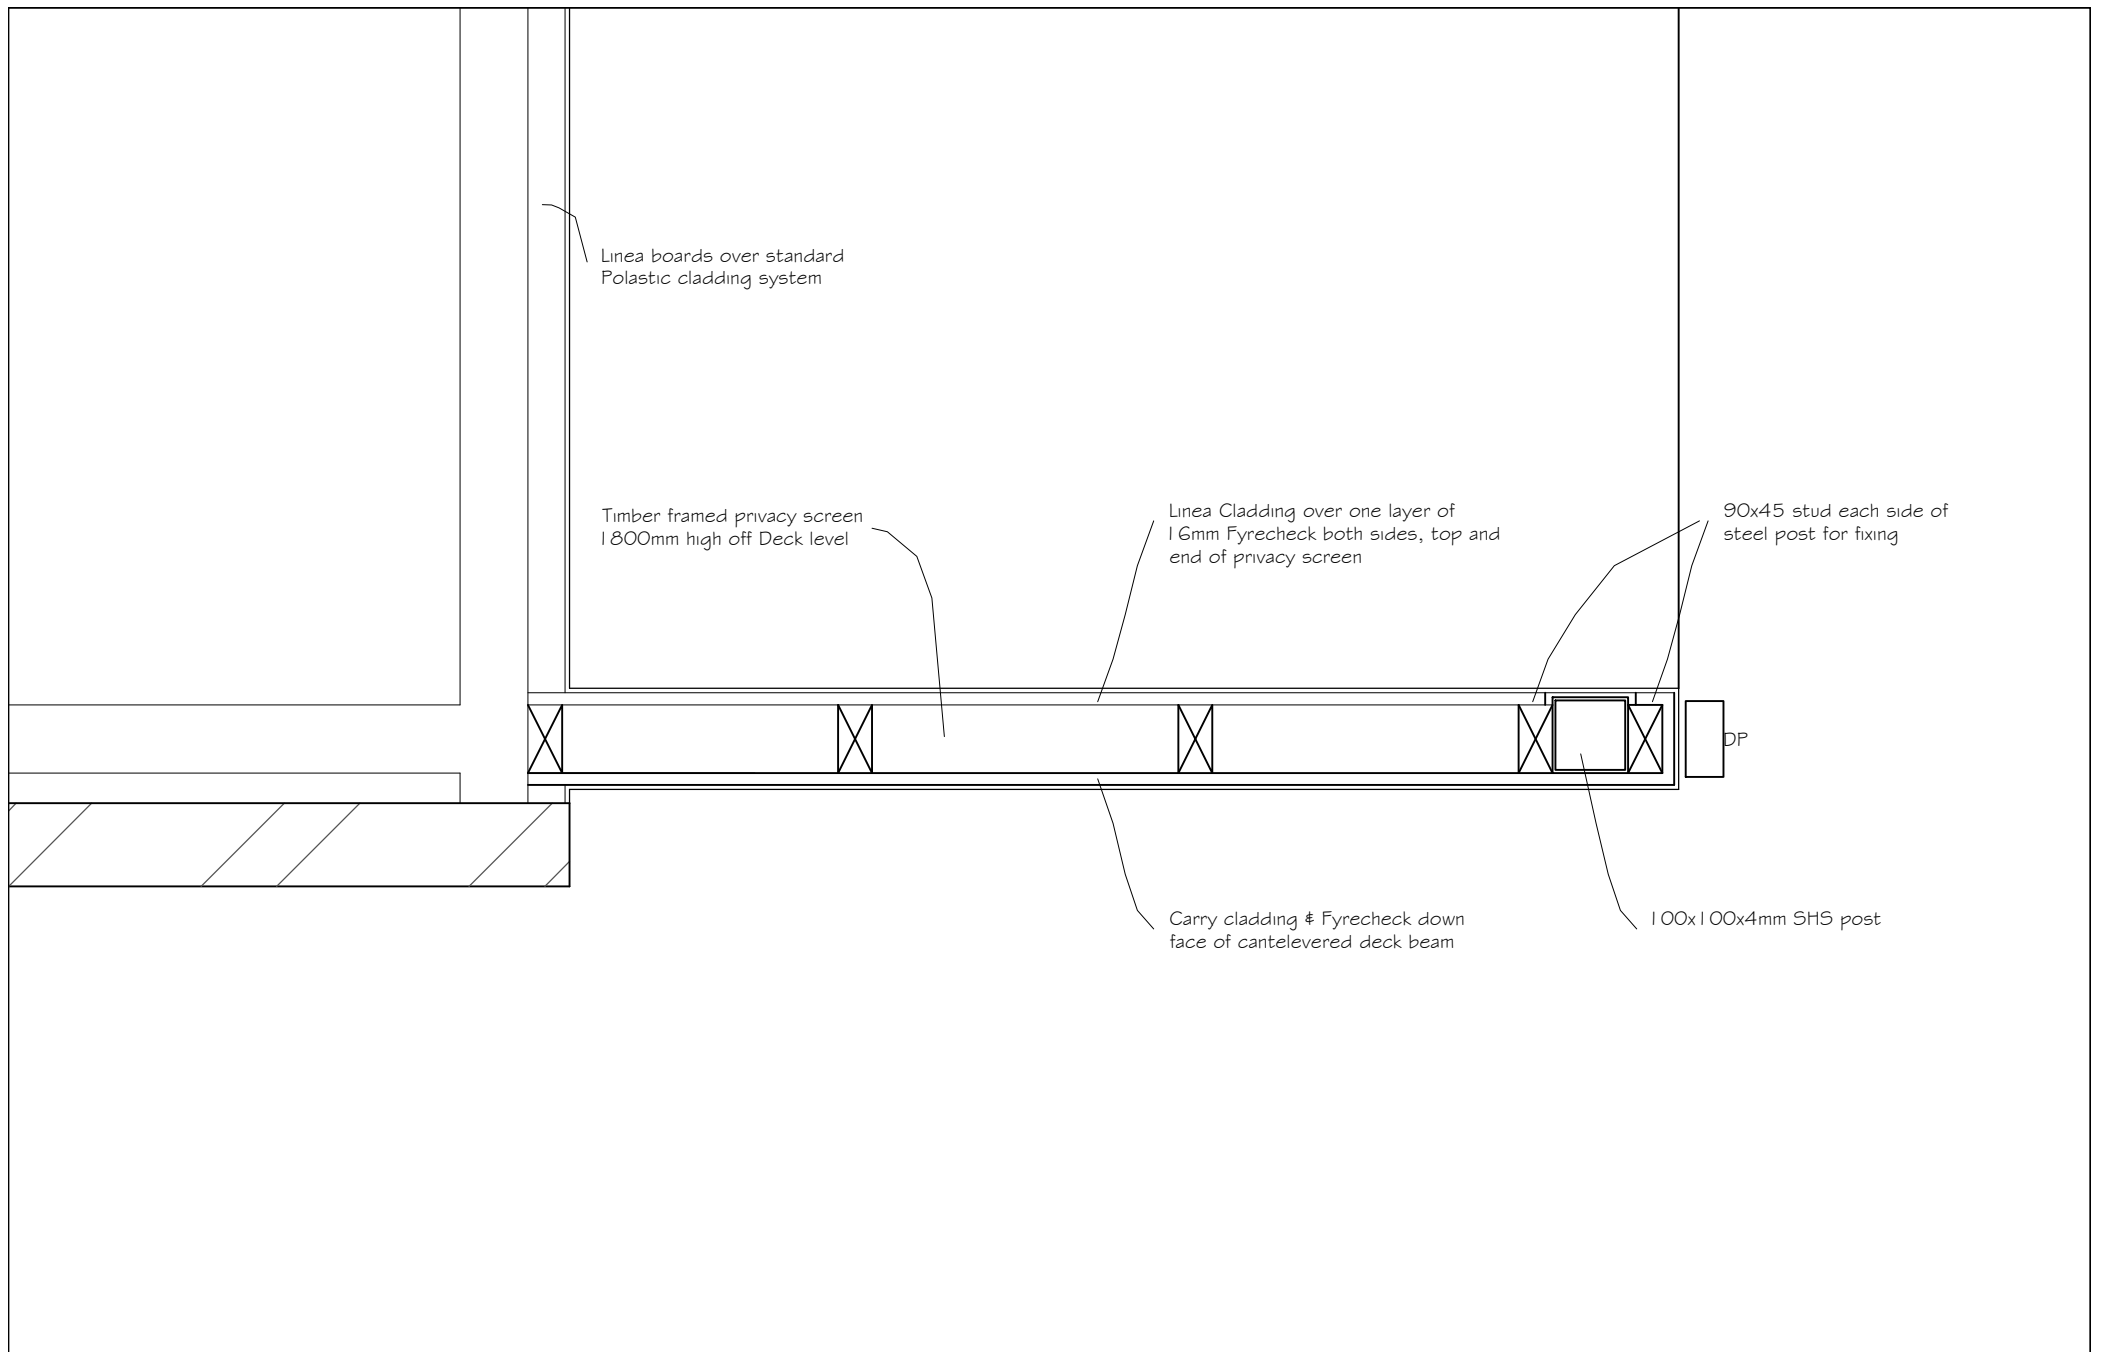 Linea boards over standard
Polastic cladding system
Timber framed privacy screen
1800mm high off Deck level
Linea Cladding over one layer of
16mm Fyrecheck both sides, top and
end of privacy screen
90x45 stud each side of
steel post for fixing
DP
Carry cladding & Fyrecheck down
face of cantelevered deck beam
100x100x4mm SHS post